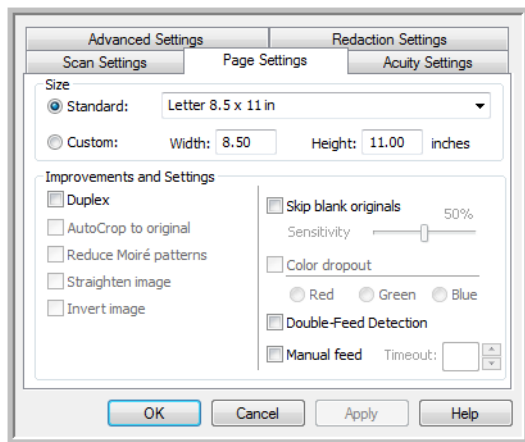 Advanced Settings Redaction Settings
Scan Settings Page Settings Acuity Settings
Size
Standard: Letter 8.5 x 11 in
Custom: Width: 8.50 Height: 11.00 inches
Improvements and Settings
Duplex
AutoCrop to original
Reduce Moiré patterns
Straighten image
Invert image
Skip blank originals 50%
Sensitivity
Color dropout
Red Green Blue
Double-Feed Detection
Manual feed Timeout:
OK Cancel Apply Help